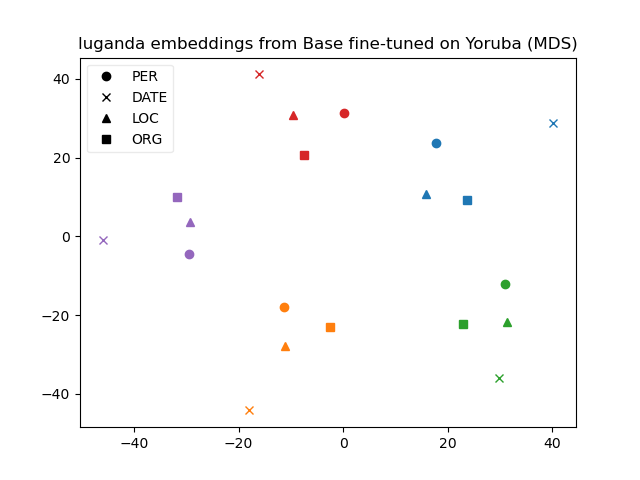 luganda embeddings from Base fine-tuned on Yoruba (MDS)
PER
DATE
LOC
ORG
40
20
0
−20
−40
−40 −20 0 20 40